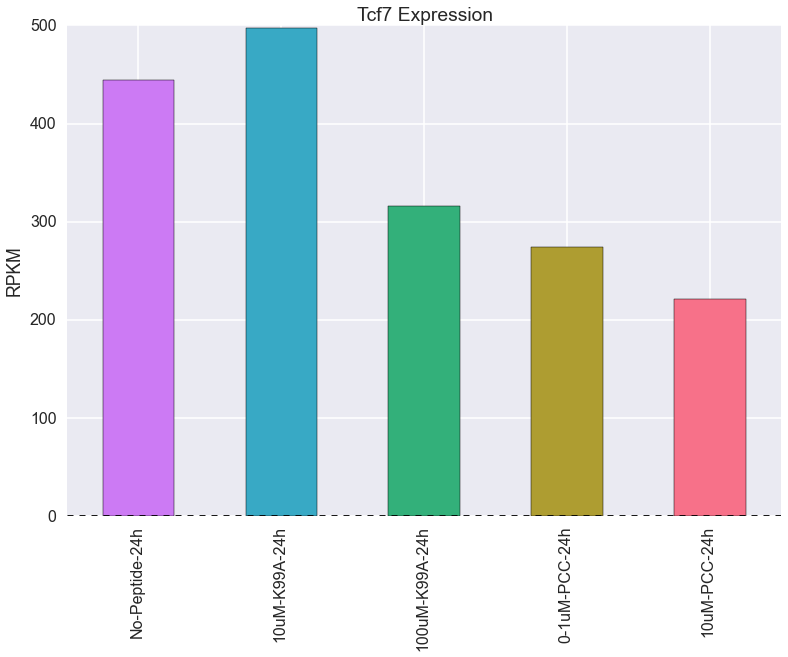 Tcf7 Expression
RPKM
500
400
300
200
100
0
No-Peptide-24h
10uM-K99A-24h
100uM-K99A-24h
0-1uM-PCC-24h
10uM-PCC-24h